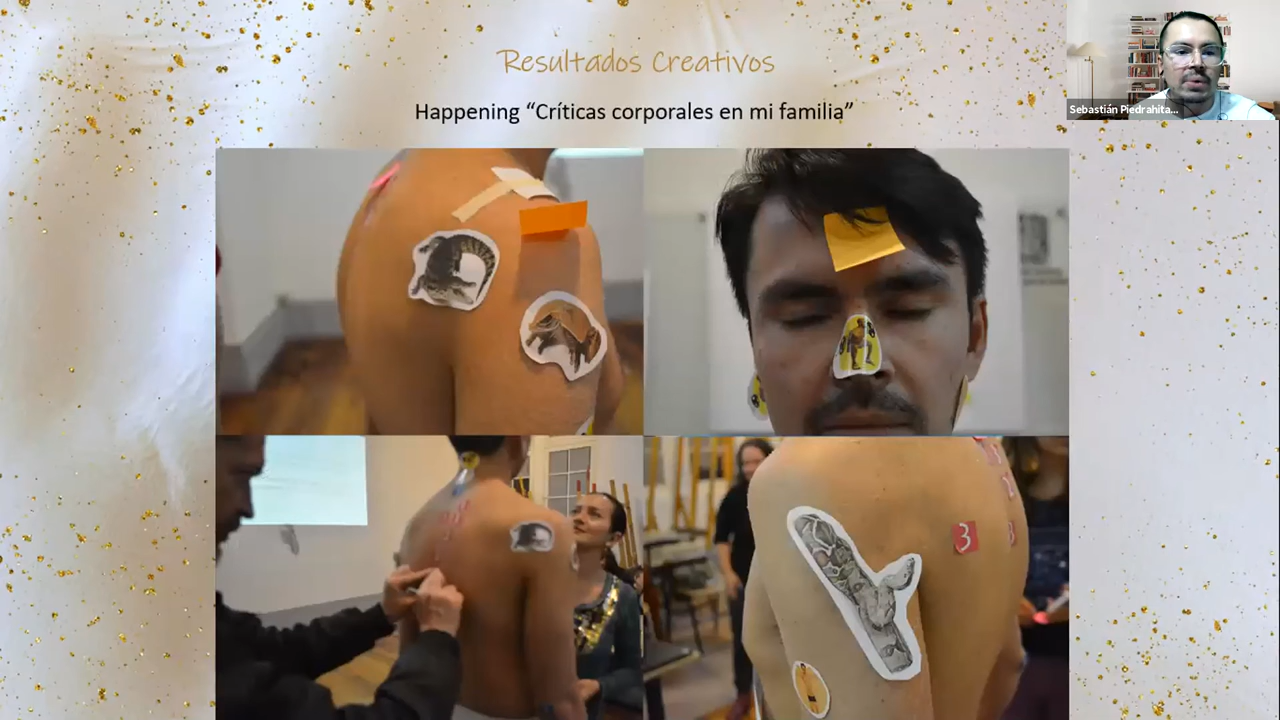 Resultados Creativos
Happening “Críticas corporales en mi familia”
Sebastián Piedrahita...
3